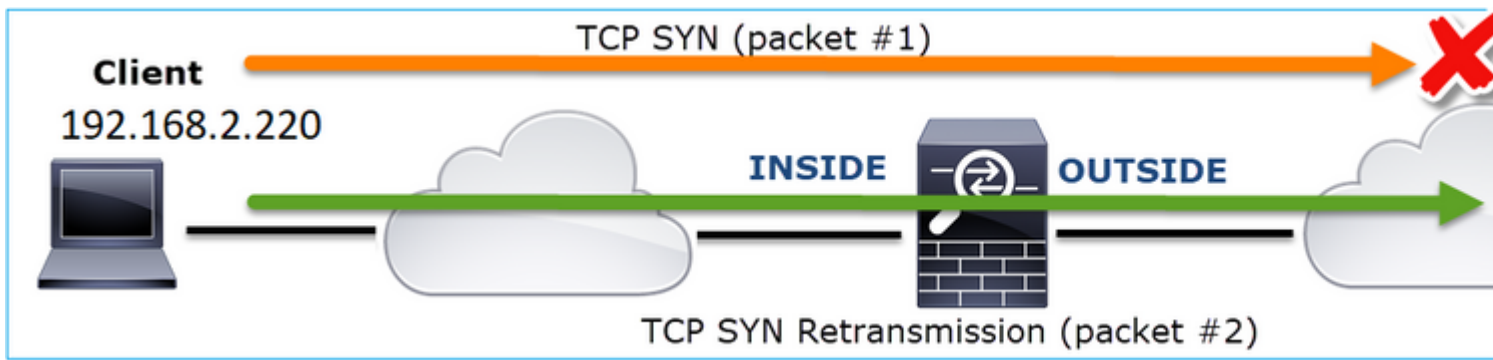 TCP SYN (packet #1)
Client
192.168.2.220
INSIDE
OUTSIDE
TCP SYN Retransmission (packet #2)